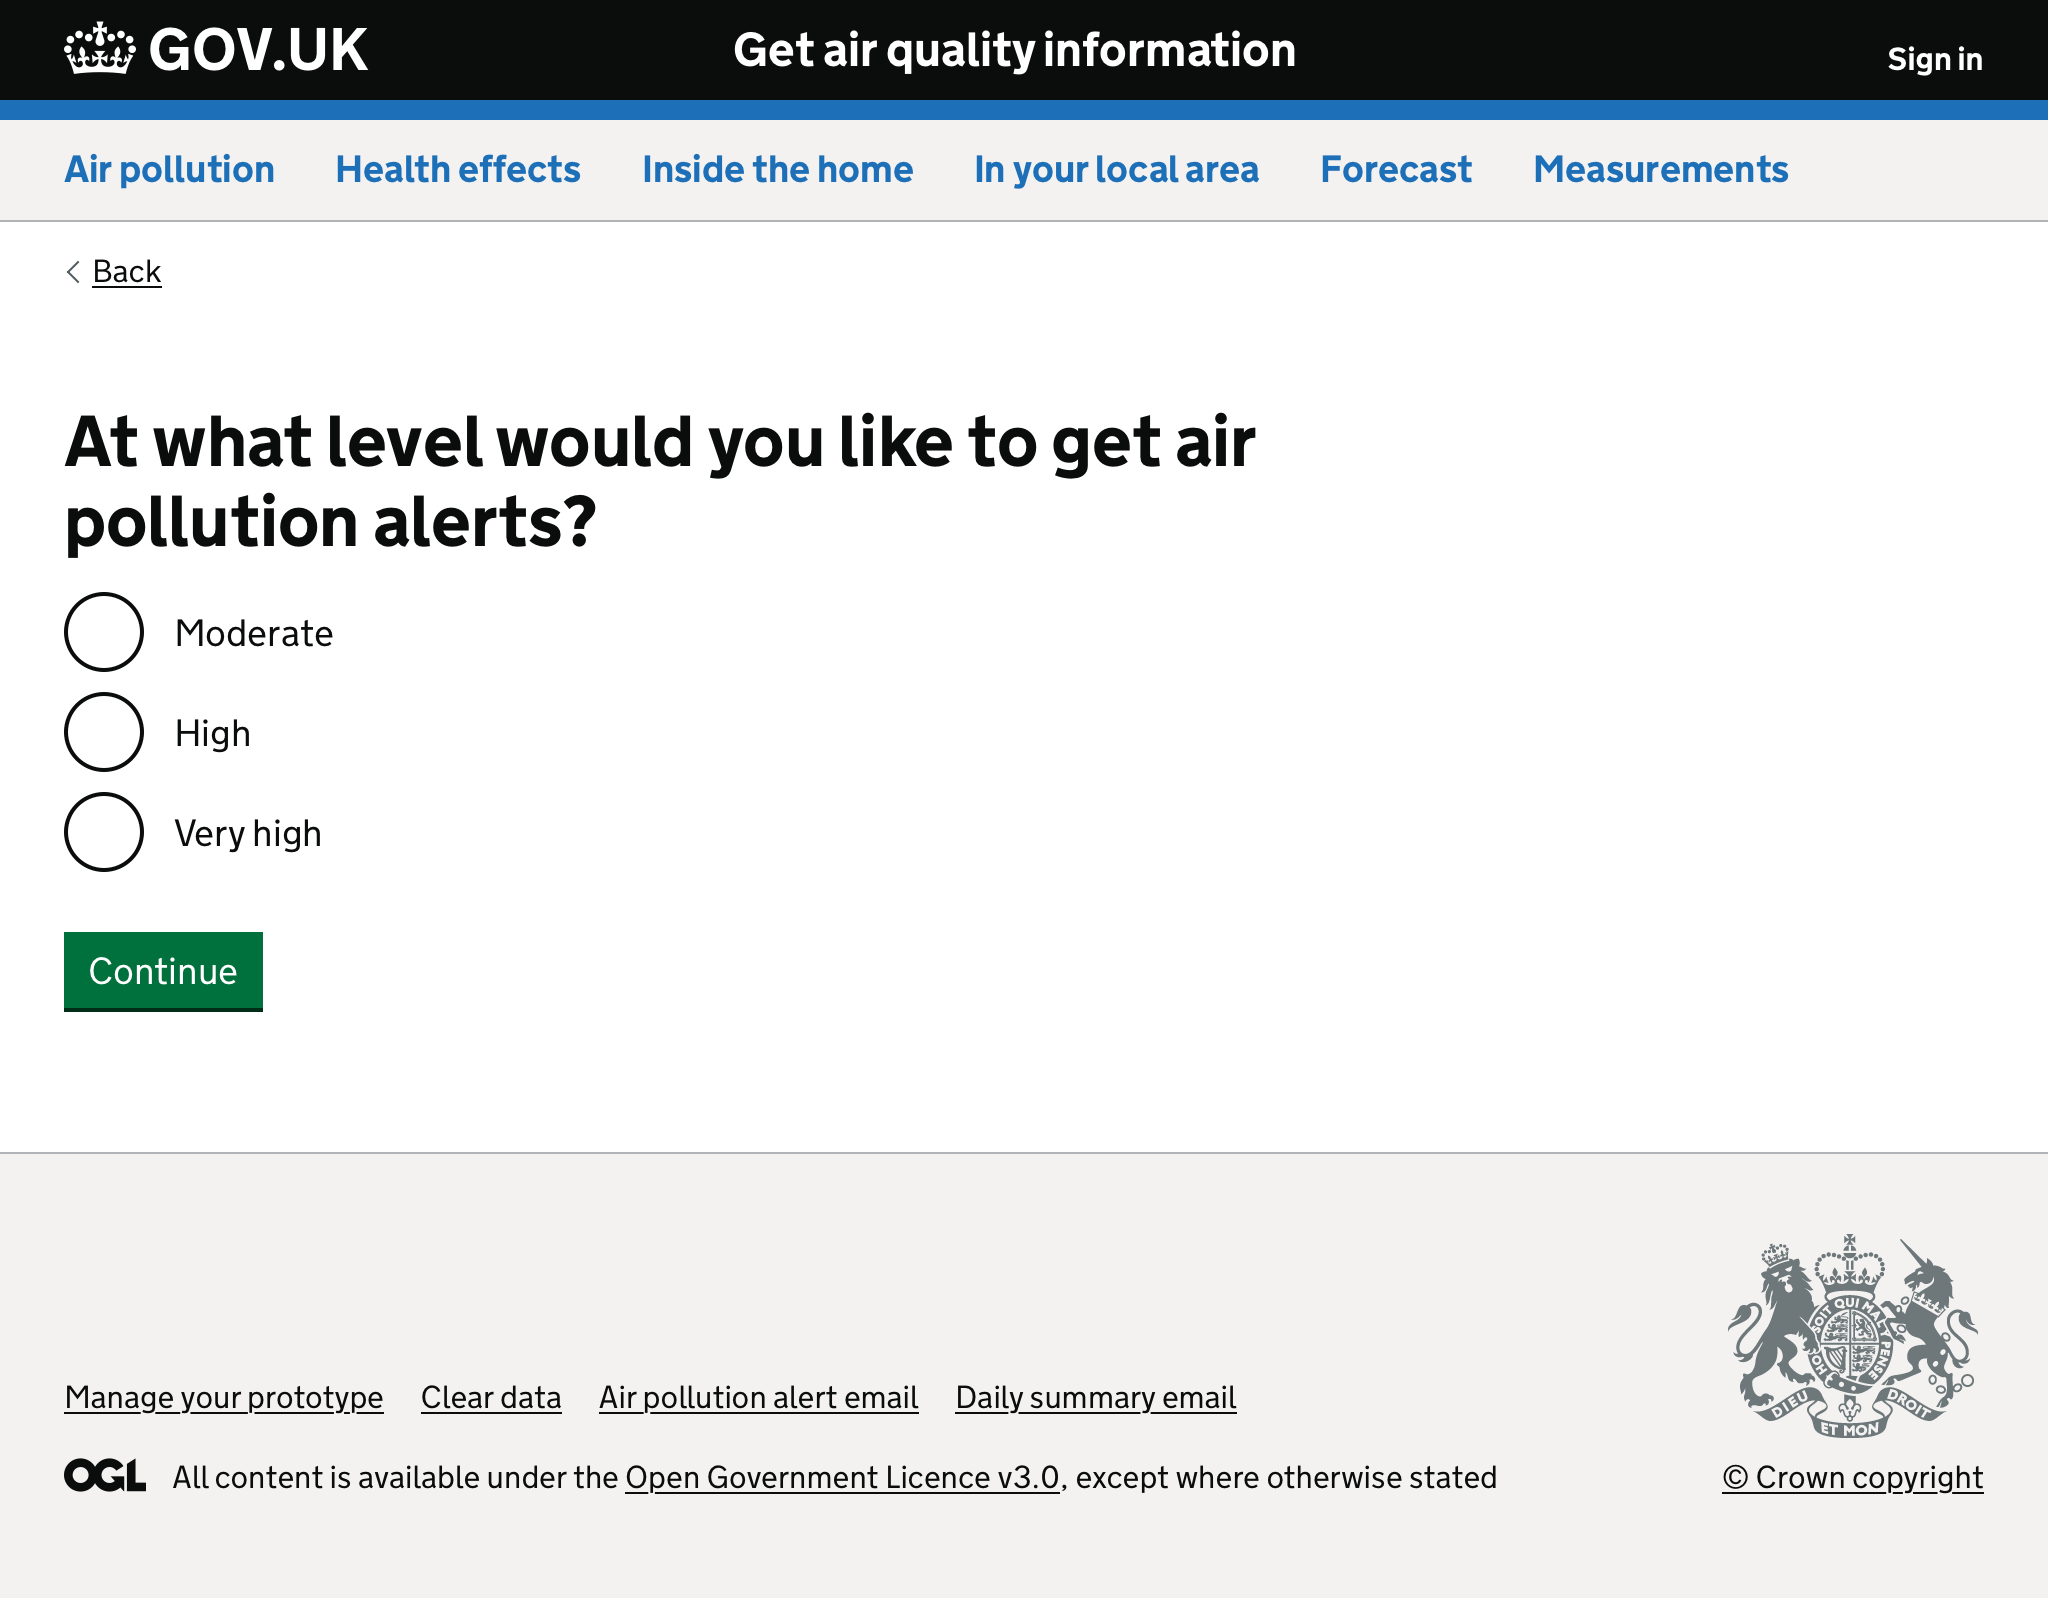 GOV.UK
Get air quality information
Sign in
Air pollution
Health effects
Inside the home
In your local area
Forecast
Measurements
Back
At what level would you like to get air
pollution alerts?
Moderate
High
Very high
Continue
Manage your prototype
Clear data
Air pollution alert email
Daily summary email
OGL All content is available under the Open Government Licence v3.0, except where otherwise stated
SOIT QUI MAL Y PENSE
DIEU ET MON DROIT
© Crown copyright